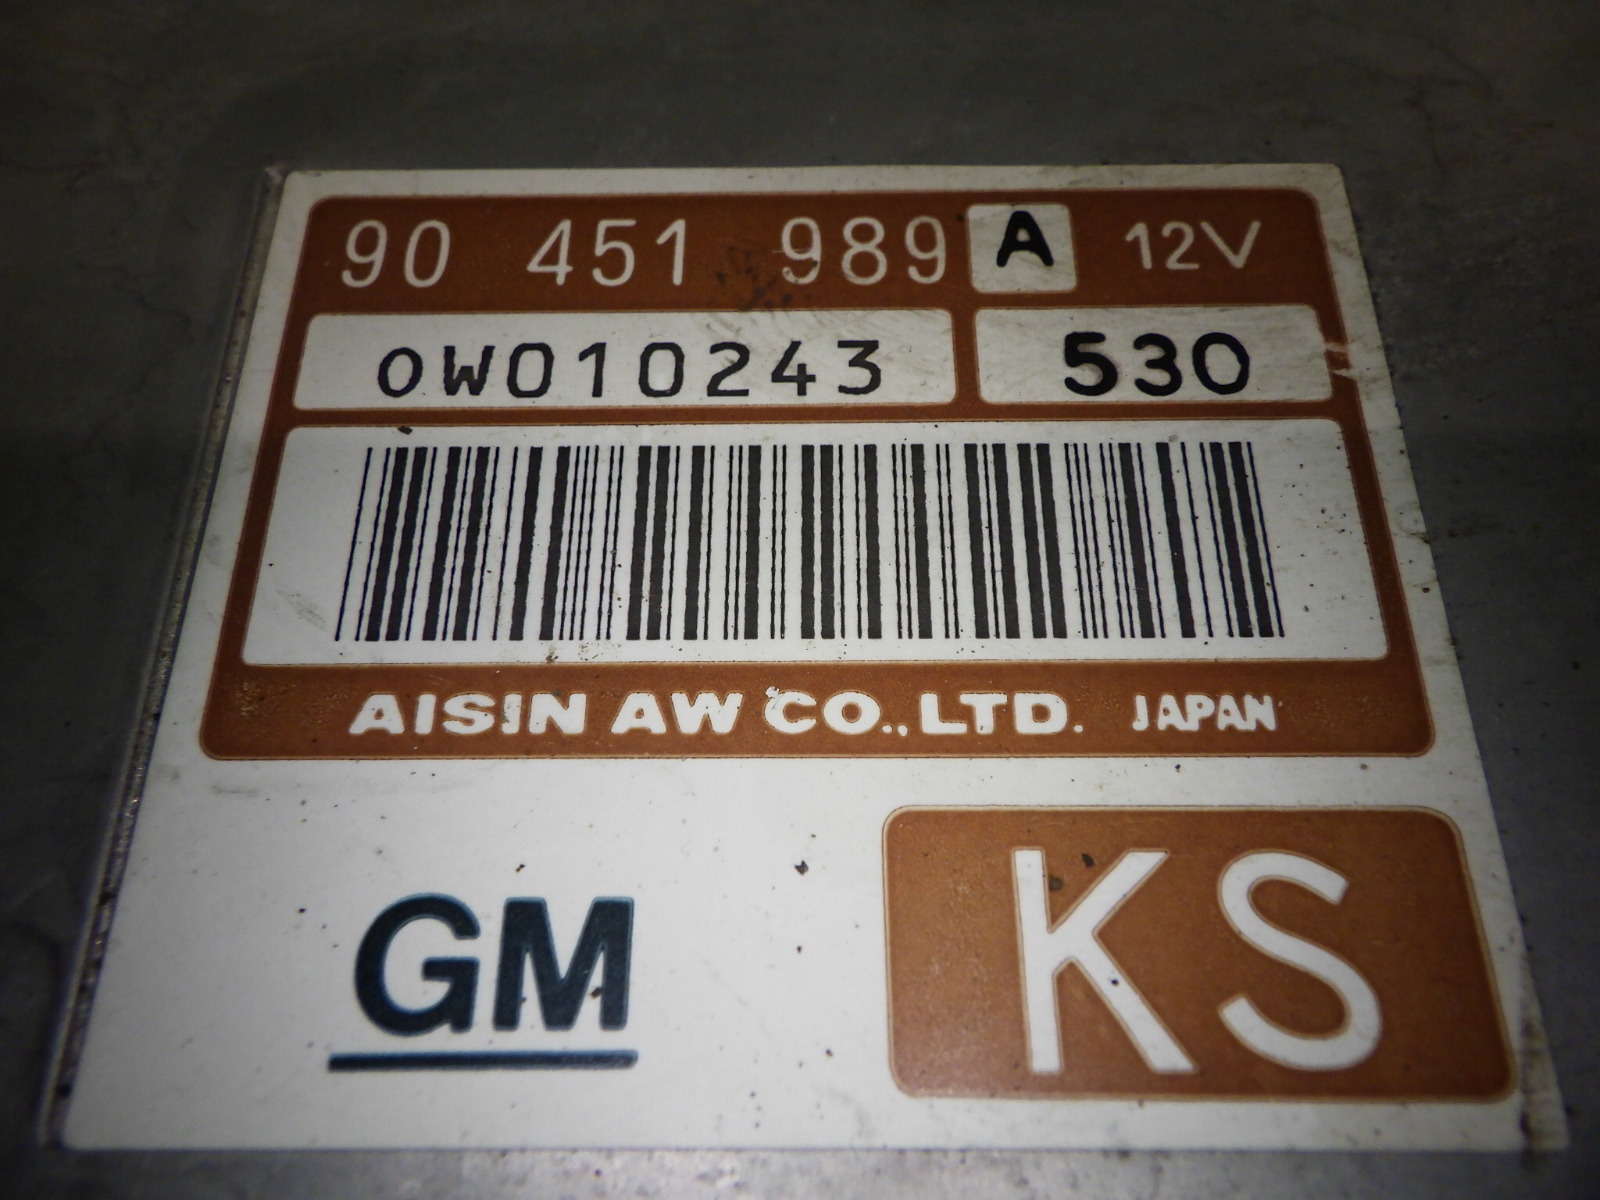 90 451 989 A 12V
0W010243 530
AISIN AW CO.,LTD. JAPAN
GM KS